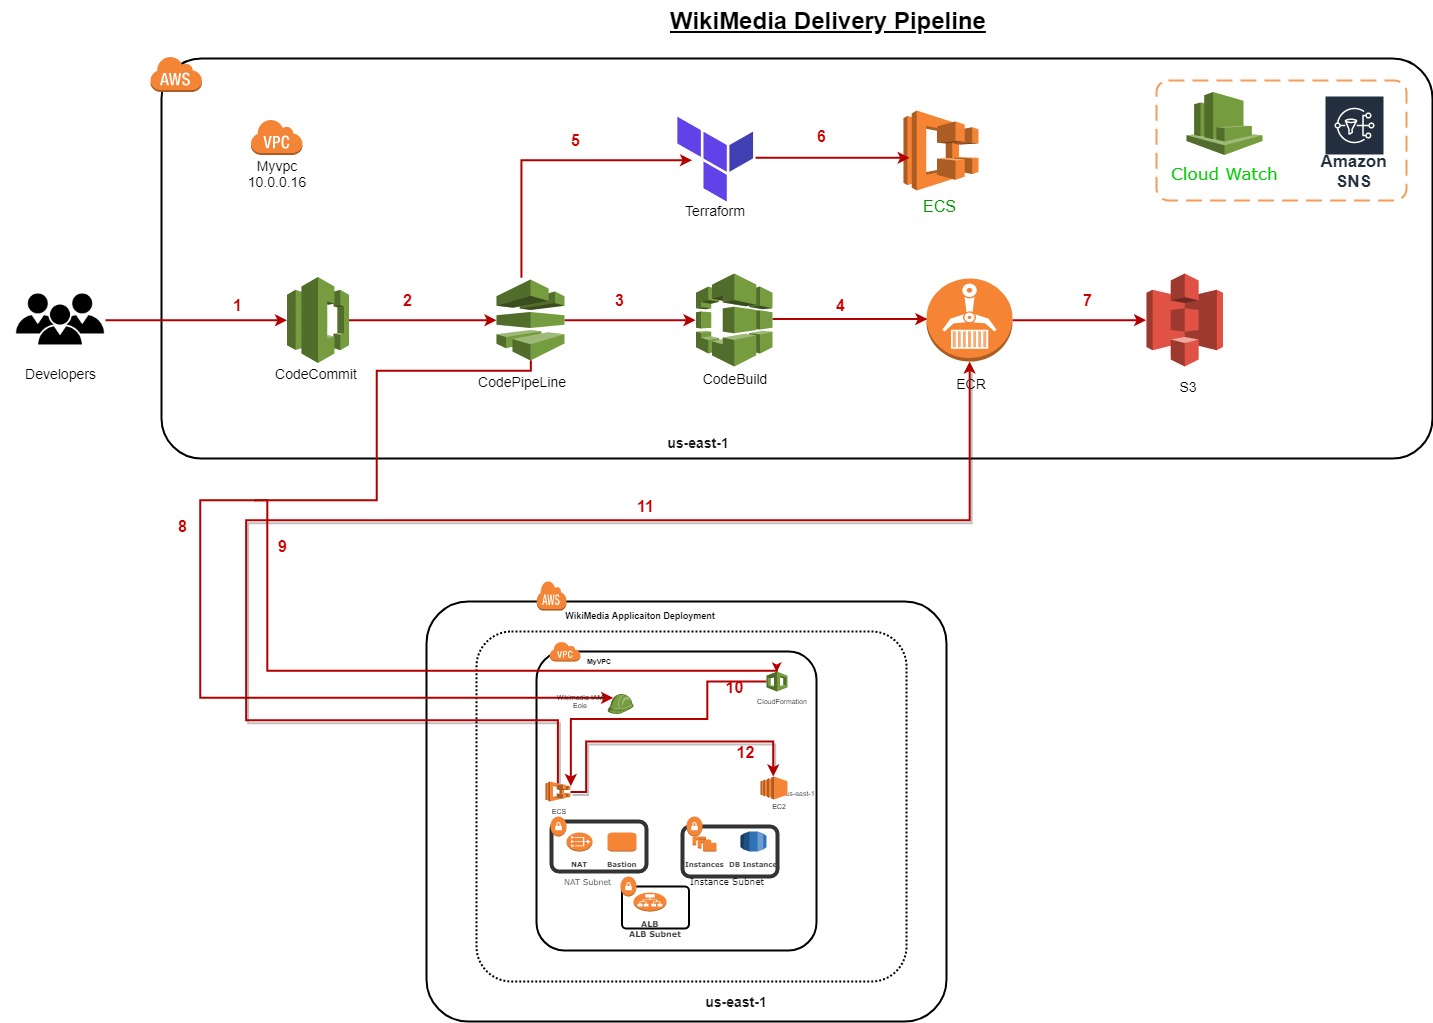 WikiMedia Delivery Pipeline
AWS
VPC
Myvpc
10.0.0.16
5
6
Terraform
ECS
Cloud Watch
Amazon
SNS
1
2
3
4
7
Developers
CodeCommit
CodePipeLine
CodeBuild
ECR
S3
us-east-1
8
9
11
AWS
WikiMedia Applicaiton Deployment
VPC
MyVPC
10
CloudFormation
Wikimedia IAM
Eole
12
us-east-1
ECS
EC2
NAT
Bastion
NAT Subnet
Instances
DB Instance
Instance Subnet
ALB
ALB Subnet
us-east-1